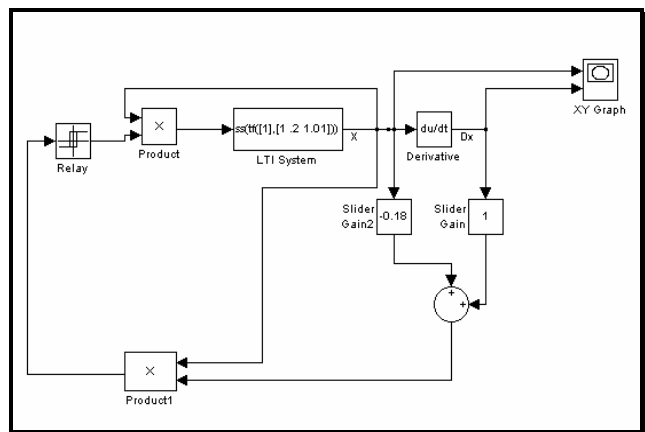 XY Graph
×
ss(tf([1],[1 .2 1.01]))
X
du/dt
Dx
Relay
Product
LTI System
Derivative
Slider
Gain2
-0.18
Slider
Gain
1
+
+
×
Product1